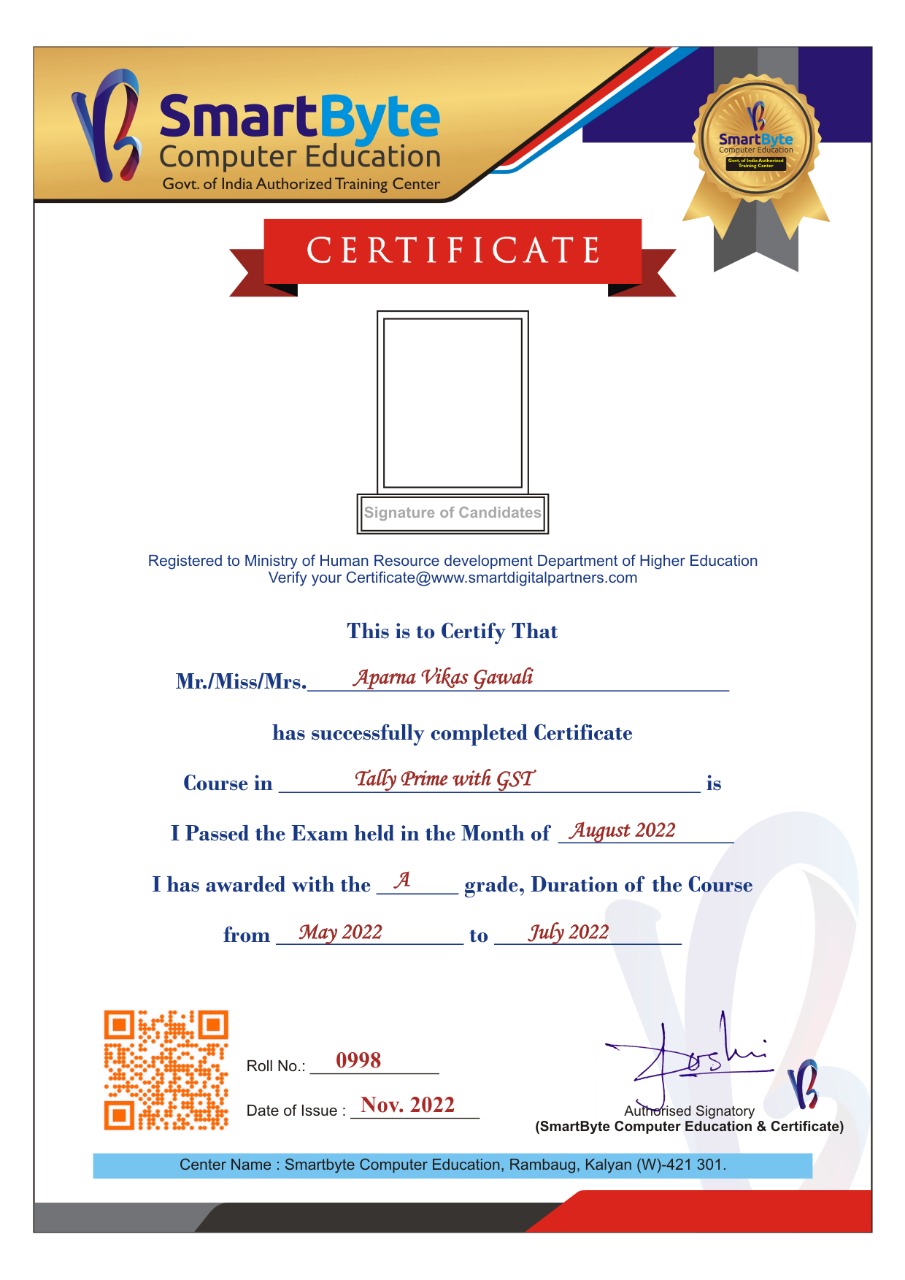 SmartByte
Computer Education
Govt. of India Authorized Training Center
SmartByte
Computer Education
Govt. of India Authorized
Training Center
CERTIFICATE
Signature of Candidates
Registered to Ministry of Human Resource development Department of Higher Education
Verify your Certificate@www.smartdigitalpartners.com
This is to Certify That
Mr./Miss/Mrs. Aparna Vikas Gawali
has successfully completed Certificate
Course in Tally Prime with GST is
I Passed the Exam held in the Month of August 2022
I has awarded with the A grade, Duration of the Course
from May 2022 to July 2022
Roll No.: 0998
Date of Issue : Nov. 2022
Joshi
Authorised Signatory
(SmartByte Computer Education & Certificate)
Center Name : Smartbyte Computer Education, Rambaug, Kalyan (W)-421 301.